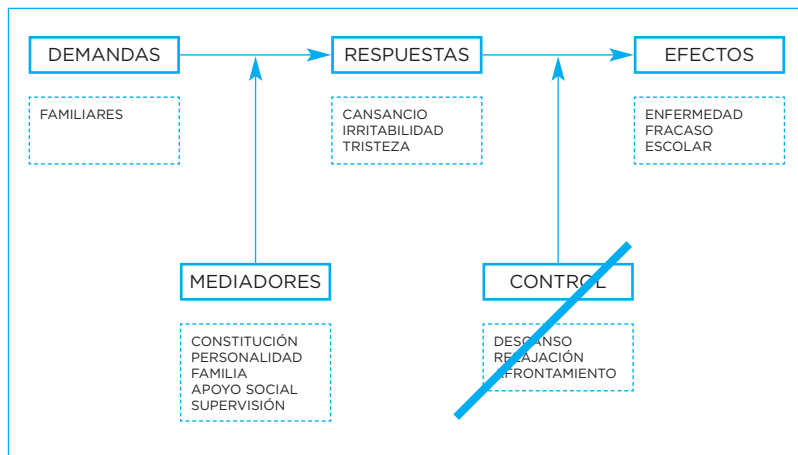 DEMANDAS
RESPUESTAS
EFECTOS
FAMILIARES
CANSANCIO
IRRITABILIDAD
TRISTEZA
ENFERMEDAD
FRACASO
ESCOLAR
MEDIADORES
CONTROL
CONSTITUCIÓN
PERSONALIDAD
FAMILIA
APOYO SOCIAL
SUPERVISIÓN
DESCANSO
RELAJACIÓN
AFRONTAMIENTO